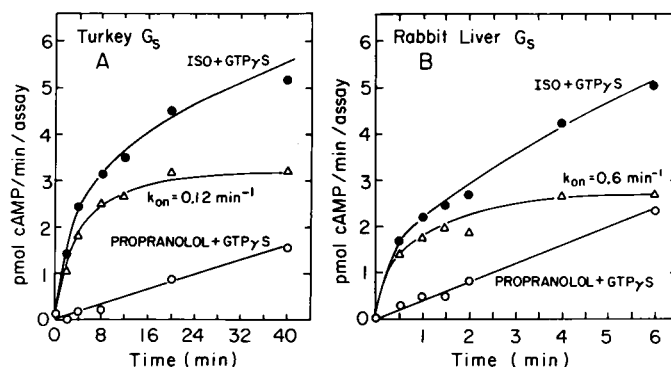 Turkey Gs
A
ISO+GTPγS
kon=0.12 min⁻¹
PROPRANOLOL+GTPγS
pmol cAMP/min/assay
6
5
4
3
2
1
0
0 8 16 24 32 40
Time (min)
Rabbit Liver Gs
B
ISO+GTPγS
kon=0.6 min⁻¹
PROPRANOLOL+GTPγS
pmol cAMP/min/assay
6
5
4
3
2
1
0
0 1 2 3 4 5 6
Time (min)